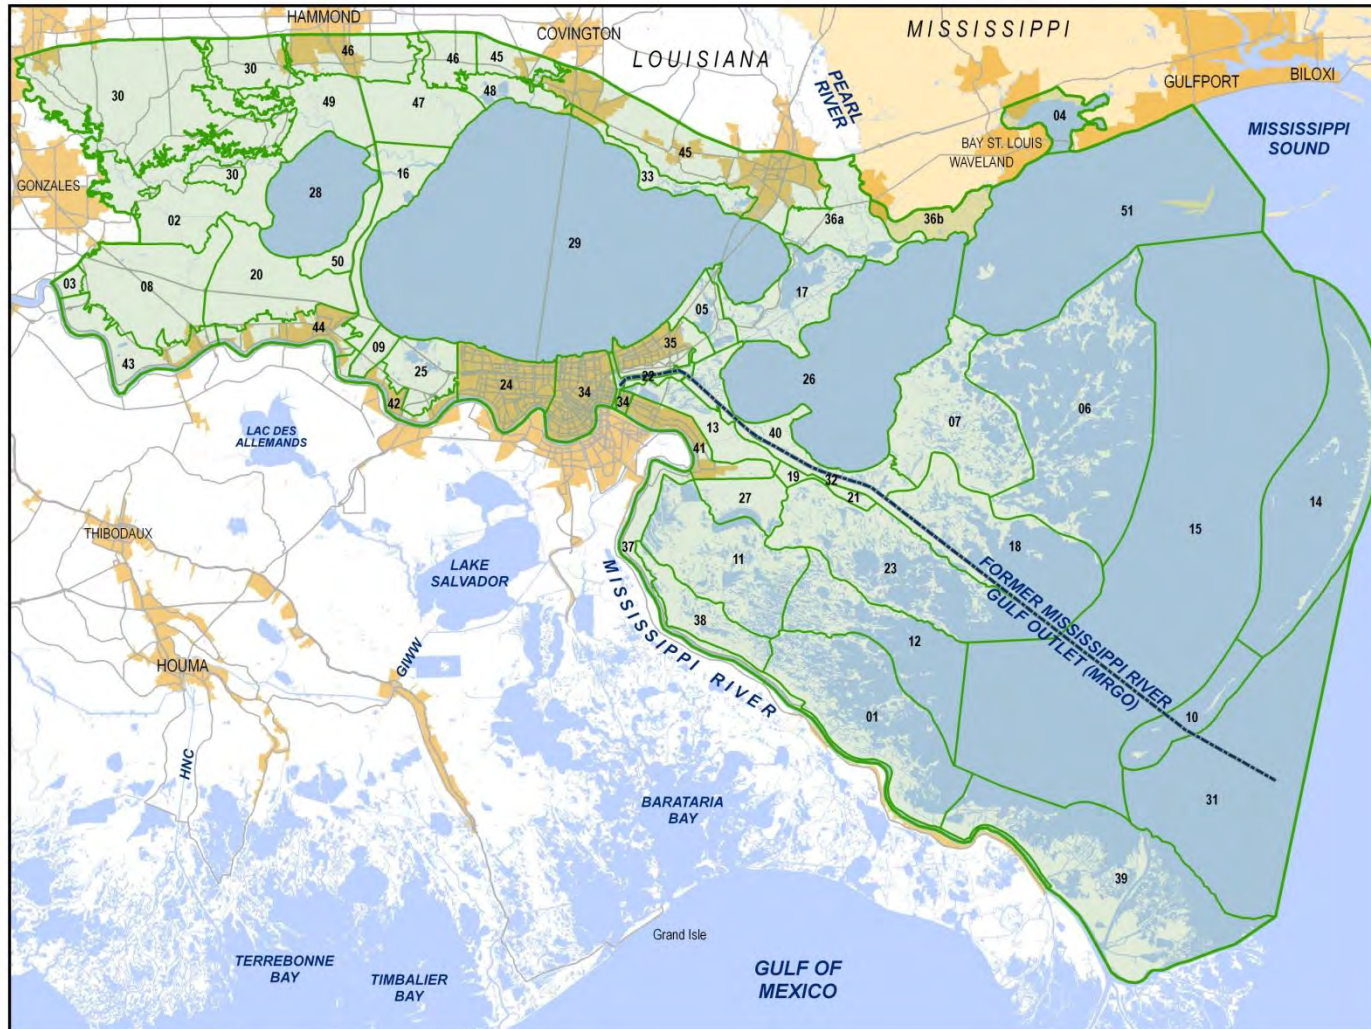 HAMMOND
COVINGTON
MISSISSIPPI
LOUISIANA
46
46
45
30
30
48
49
47
PEARL
RIVER
GULFPORT
BILOXI
04
BAY ST. LOUIS
WAVELAND
MISSISSIPPI
SOUND
GONZALES
30
28
16
45
33
02
36a
36b
51
29
03
08
20
50
17
05
44
43
09
25
42
24
34
34
35
22
26
07
06
LAC DES
ALLEMANDS
13
40
41
19
32
21
27
14
15
THIBODAUX
LAKE
SALVADOR
37
11
18
23
38
12
MISSISSIPPI RIVER
FORMER MISSISSIPPI RIVER
GULF OUTLET (MRGO)
HOUMA
GIWW
HNC
01
10
31
BARATARIA
BAY
39
Grand Isle
TERREBONNE
BAY
TIMBALIER
BAY
GULF OF
MEXICO